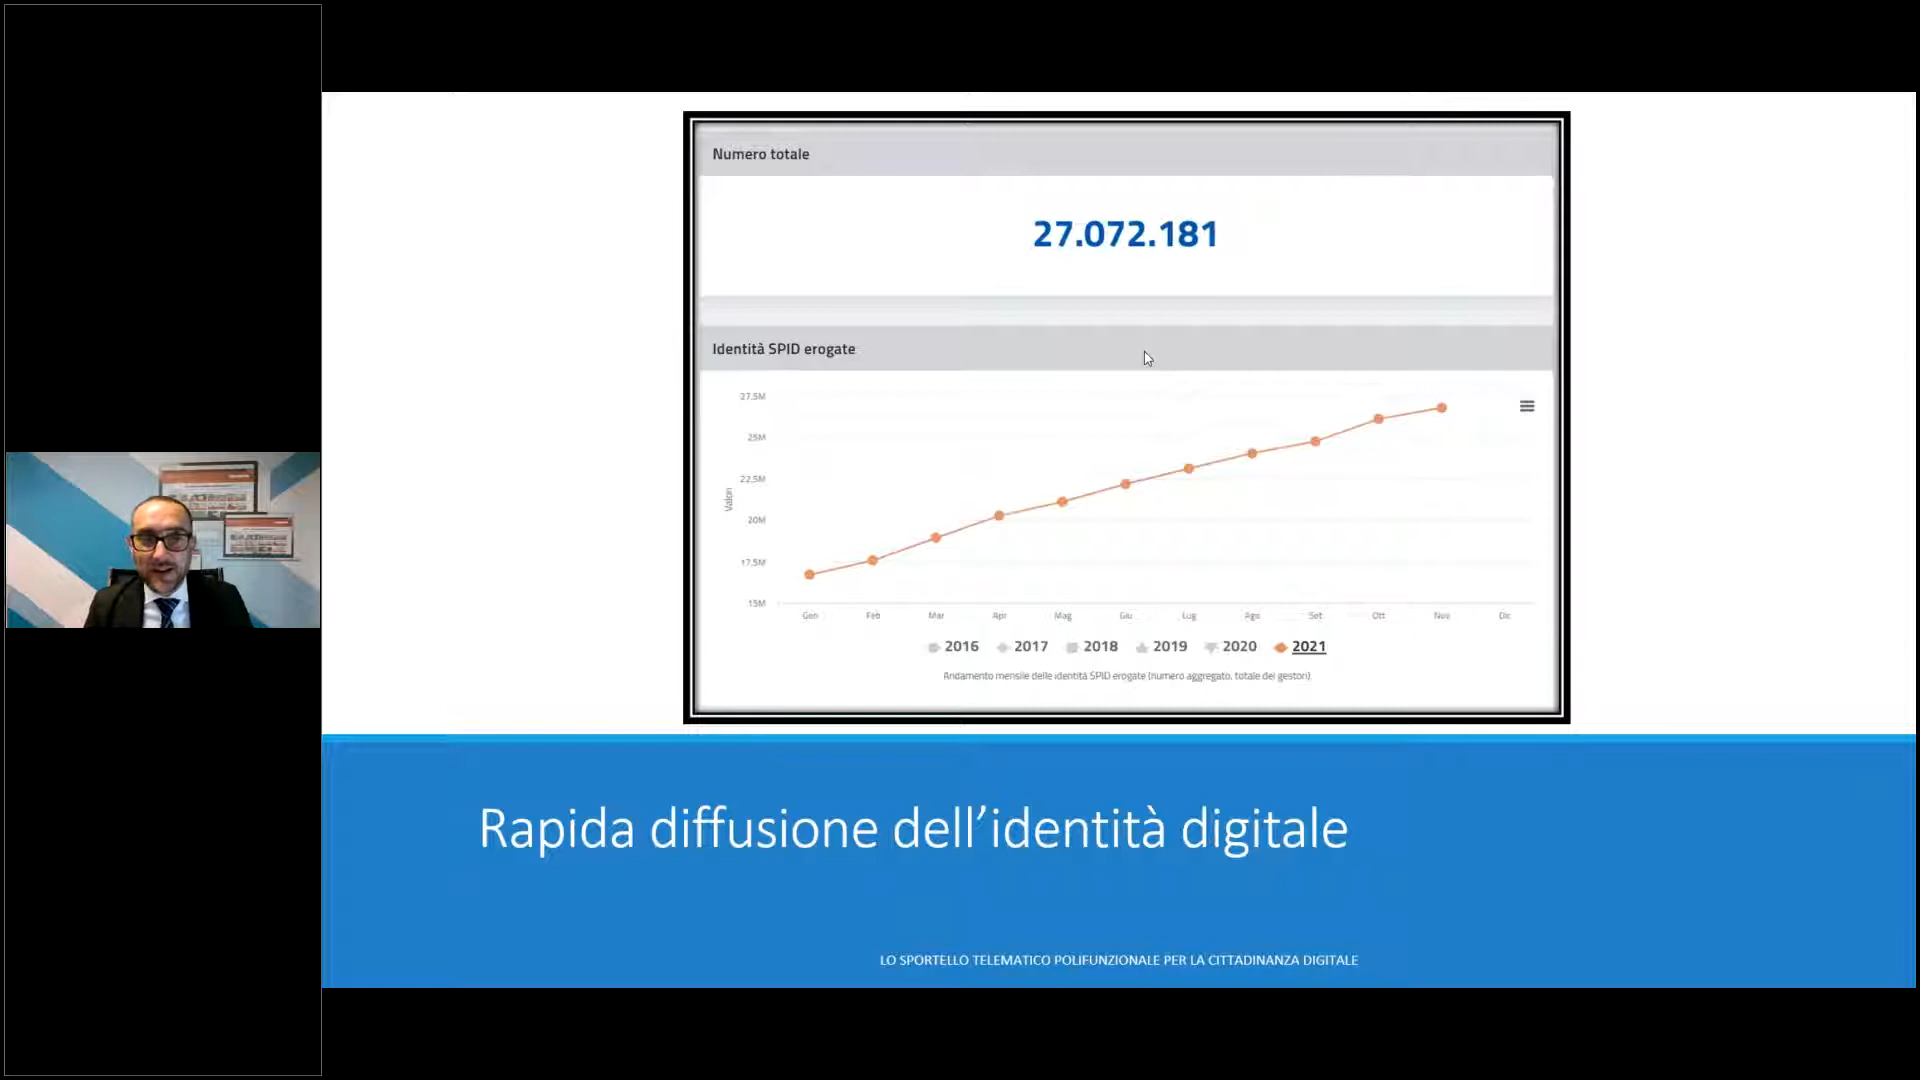 Numero totale
27.072.181
Identità SPID erogate
27,5M
25M
22,5M
20M
17,5M
15M
Valori
Gen Feb Mar Apr Mag Giu Lug Ago Set Ott Nov Dic
2016 2017 2018 2019 2020 2021
Andamento mensile delle identità SPID erogate (numero aggregato, totale dei gestori)
Rapida diffusione dell’identità digitale
LO SPORTELLO TELEMATICO POLIFUNZIONALE PER LA CITTADINANZA DIGITALE